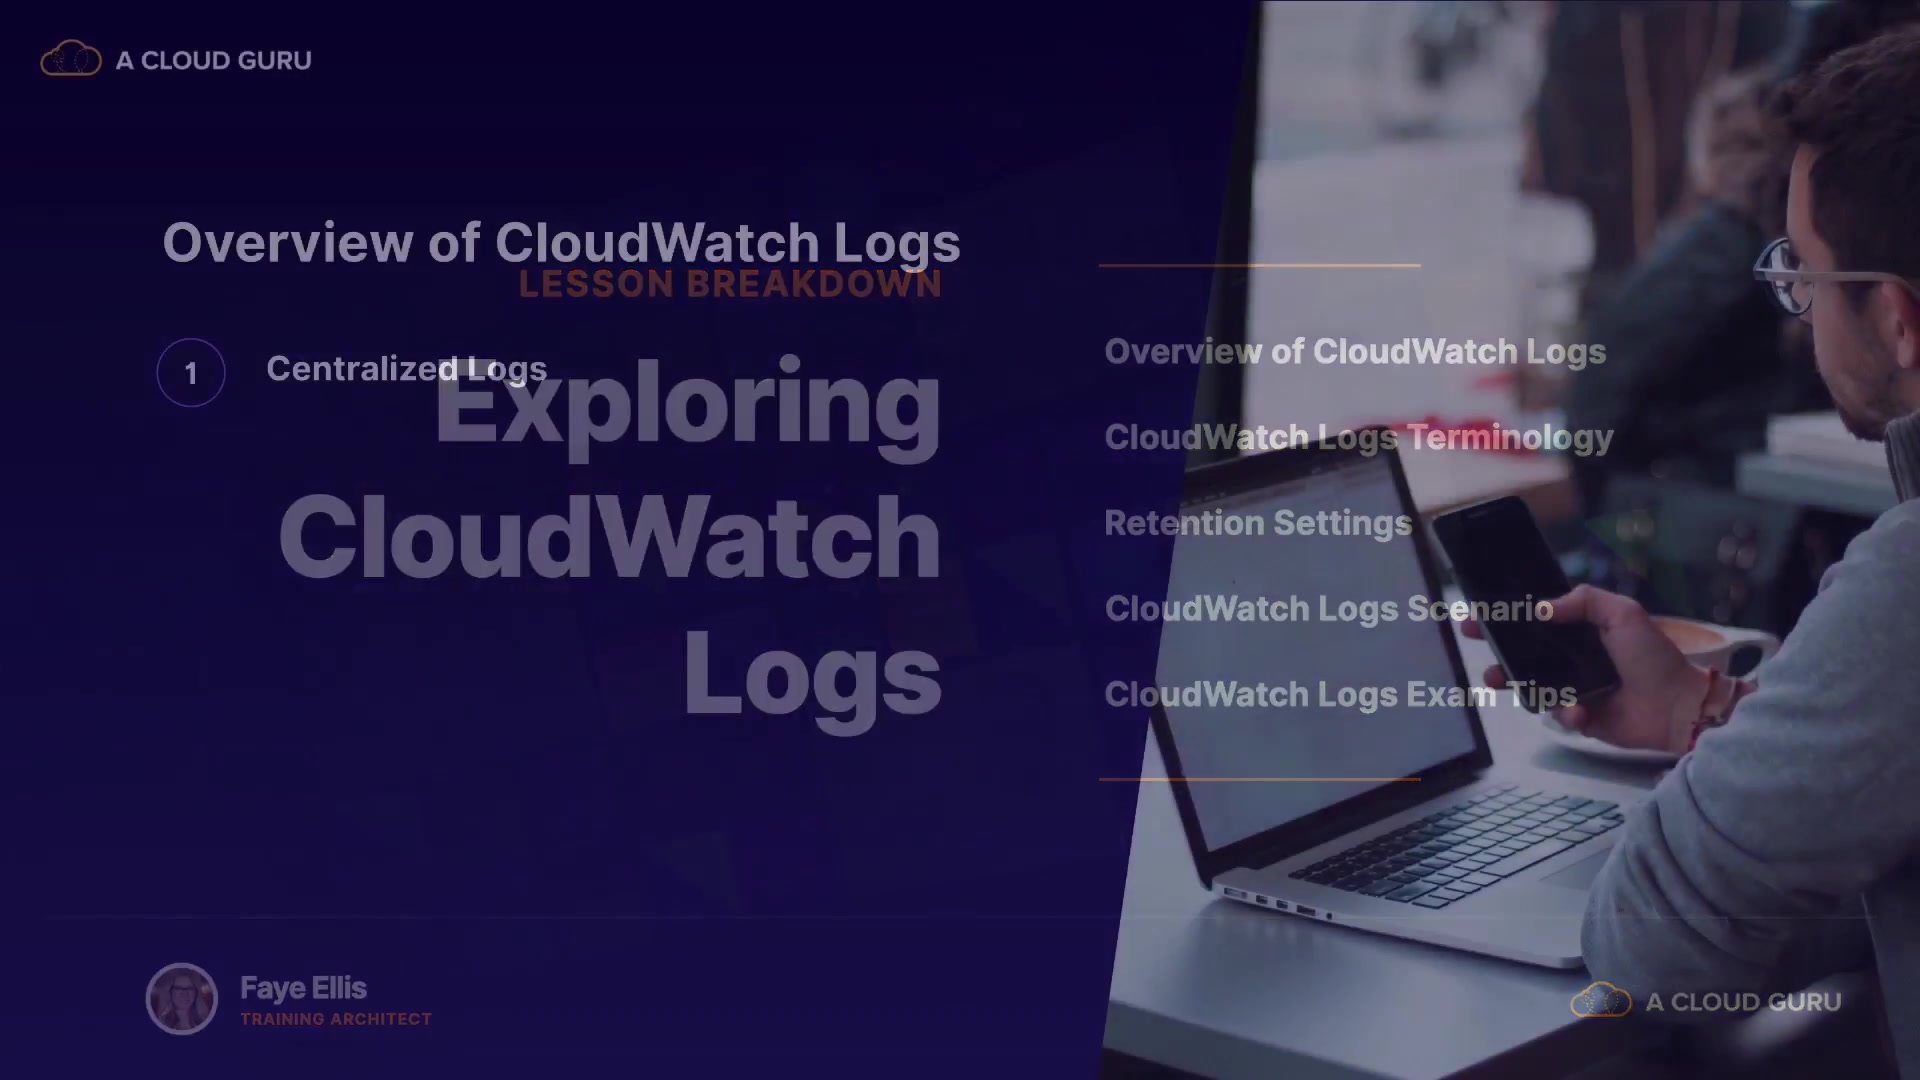 A CLOUD GURU
Overview of CloudWatch Logs
LESSON BREAKDOWN
1
Centralized Logs
Exploring
CloudWatch
Logs
Overview of CloudWatch Logs
CloudWatch Logs Terminology
Retention Settings
CloudWatch Logs Scenario
CloudWatch Logs Exam Tips
Faye Ellis
TRAINING ARCHITECT
A CLOUD GURU